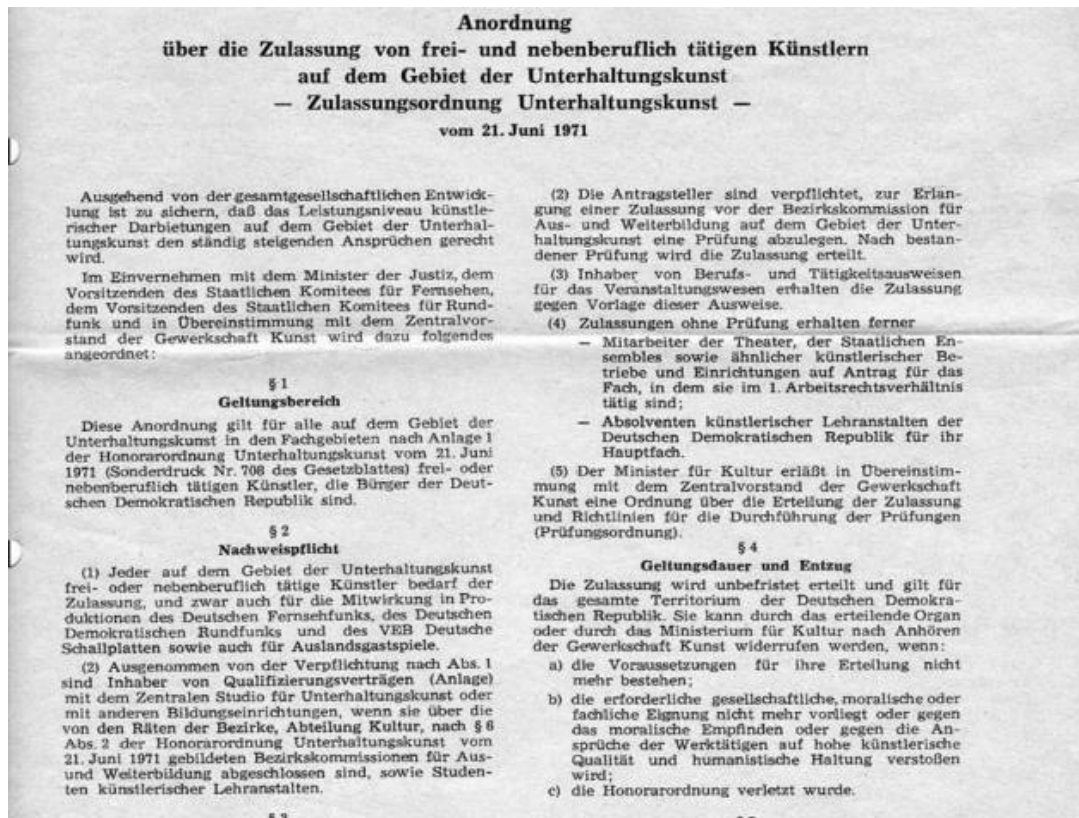 Anordnung
über die Zulassung von frei- und nebenberuflich tätigen Künstlern
auf dem Gebiet der Unterhaltungskunst
— Zulassungsordnung Unterhaltungskunst —
vom 21. Juni 1971
Ausgehend von der gesamtgesellschaftlichen Entwick-
lung ist zu sichern, daß das Leistungsniveau künstle-
rischer Darbietungen auf dem Gebiet der Unterhal-
tungskunst den ständig steigenden Ansprüchen gerecht
wird.
Im Einvernehmen mit dem Minister der Justiz, dem
Vorsitzenden des Staatlichen Komitees für Fernsehen,
dem Vorsitzenden des Staatlichen Komitees für Rund-
funk und in Übereinstimmung mit dem Zentralvor-
stand der Gewerkschaft Kunst wird dazu folgendes
angeordnet:
§ 1
Geltungsbereich
Diese Anordnung gilt für alle auf dem Gebiet der
Unterhaltungskunst in den Fachgebieten nach Anlage 1
der Honorarordnung Unterhaltungskunst vom 21. Juni
1971 (Sonderdruck Nr. 708 des Gesetzblattes) frei- oder
nebenberuflich tätigen Künstler, die Bürger der Deut-
schen Demokratischen Republik sind.
§ 2
Nachweispflicht
(1) Jeder auf dem Gebiet der Unterhaltungskunst
frei- oder nebenberuflich tätige Künstler bedarf der
Zulassung, und zwar auch für die Mitwirkung in Pro-
duktionen des Deutschen Fernsehfunks, des Deutschen
Demokratischen Rundfunks und des VEB Deutsche
Schallplatten sowie auch für Auslandsgastspiele.
(2) Ausgenommen von der Verpflichtung nach Abs. 1
sind Inhaber von Qualifizierungsverträgen (Anlage)
mit dem Zentralen Studio für Unterhaltungskunst oder
mit anderen Bildungseinrichtungen, wenn sie über die
von den Räten der Bezirke, Abteilung Kultur, nach § 6
Abs. 2 der Honorarordnung Unterhaltungskunst vom
21. Juni 1971 gebildeten Bezirkskommissionen für Aus-
und Weiterbildung abgeschlossen sind, sowie Studen-
ten künstlerischer Lehranstalten.
(2) Die Antragsteller sind verpflichtet, zur Erlan-
gung einer Zulassung vor der Bezirkskommission für
Aus- und Weiterbildung auf dem Gebiet der Unter-
haltungskunst eine Prüfung abzulegen. Nach bestan-
dener Prüfung wird die Zulassung erteilt.
(3) Inhaber von Berufs- und Tätigkeitsausweisen
für das Veranstaltungswesen erhalten die Zulassung
gegen Vorlage dieser Ausweise.
(4) Zulassungen ohne Prüfung erhalten ferner
— Mitarbeiter der Theater, der Staatlichen En-
sembles sowie ähnlicher künstlerischer Be-
triebe und Einrichtungen auf Antrag für das
Fach, in dem sie im 1. Arbeitsrechtsverhältnis
tätig sind;
— Absolventen künstlerischer Lehranstalten der
Deutschen Demokratischen Republik für ihr
Hauptfach.
(5) Der Minister für Kultur erläßt in Übereinstim-
mung mit dem Zentralvorstand der Gewerkschaft
Kunst eine Ordnung über die Erteilung der Zulassung
und Richtlinien für die Durchführung der Prüfungen
(Prüfungsordnung).
§ 4
Geltungsdauer und Entzug
Die Zulassung wird unbefristet erteilt und gilt für
das gesamte Territorium der Deutschen Demokra-
tischen Republik. Sie kann durch das erteilende Organ
oder durch das Ministerium für Kultur nach Anhören
der Gewerkschaft Kunst widerrufen werden, wenn:
a) die Voraussetzungen für ihre Erteilung nicht
mehr bestehen;
b) die erforderliche gesellschaftliche, moralische oder
fachliche Eignung nicht mehr vorliegt oder gegen
das moralische Empfinden oder gegen die An-
sprüche der Werktätigen auf hohe künstlerische
Qualität und humanistische Haltung verstoßen
wird;
c) die Honorarordnung verletzt wurde.